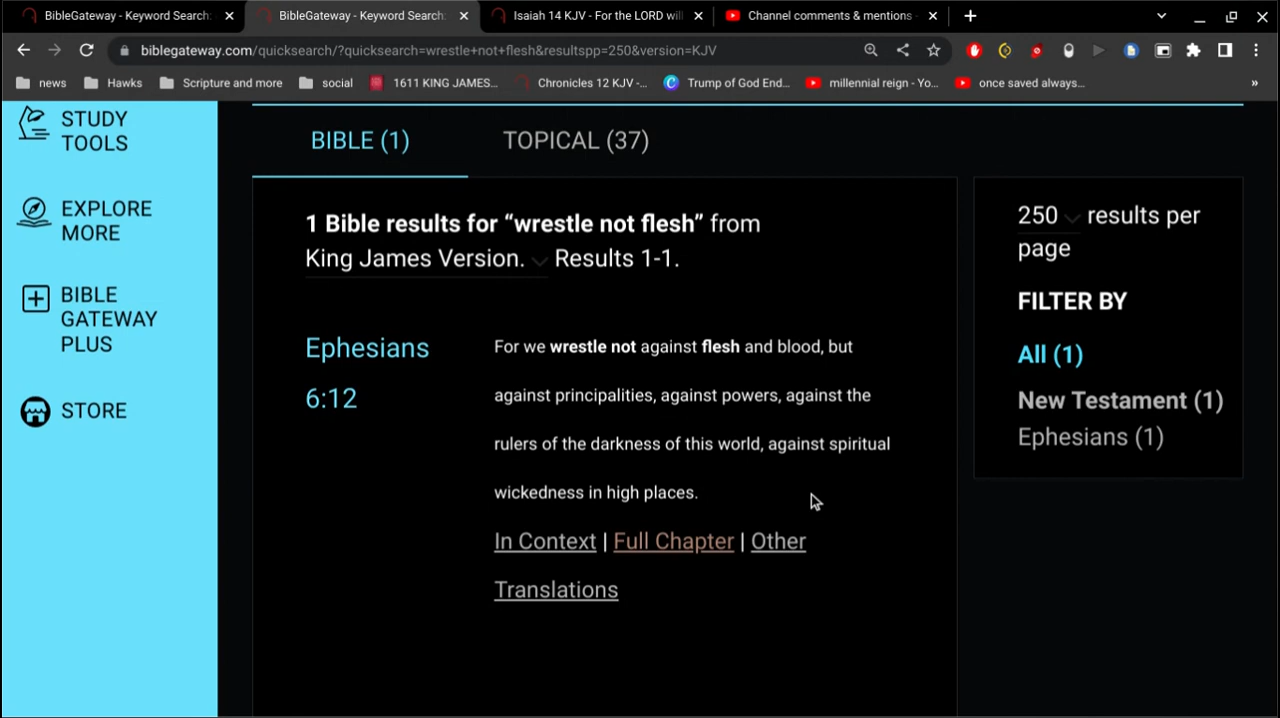 BibleGateway - Keyword Search:
BibleGateway - Keyword Search:
Isaiah 14 KJV - For the LORD will
Channel comments & mentions -
biblegateway.com/quicksearch/?quicksearch=wrestle+not+flesh&resultspp=250&version=KJV
news
Hawks
Scripture and more
social
1611 KING JAMES...
Chronicles 12 KJV -...
Trump of God End...
millennial reign - Yo...
once saved always...
»
STUDY
TOOLS
EXPLORE
MORE
BIBLE
GATEWAY
PLUS
STORE
BIBLE (1)
TOPICAL (37)
1 Bible results for “wrestle not flesh” from
King James Version. Results 1-1.
Ephesians
6:12
For we wrestle not against flesh and blood, but
against principalities, against powers, against the
rulers of the darkness of this world, against spiritual
wickedness in high places.
In Context | Full Chapter | Other
Translations
250 results per
page
FILTER BY
All (1)
New Testament (1)
Ephesians (1)